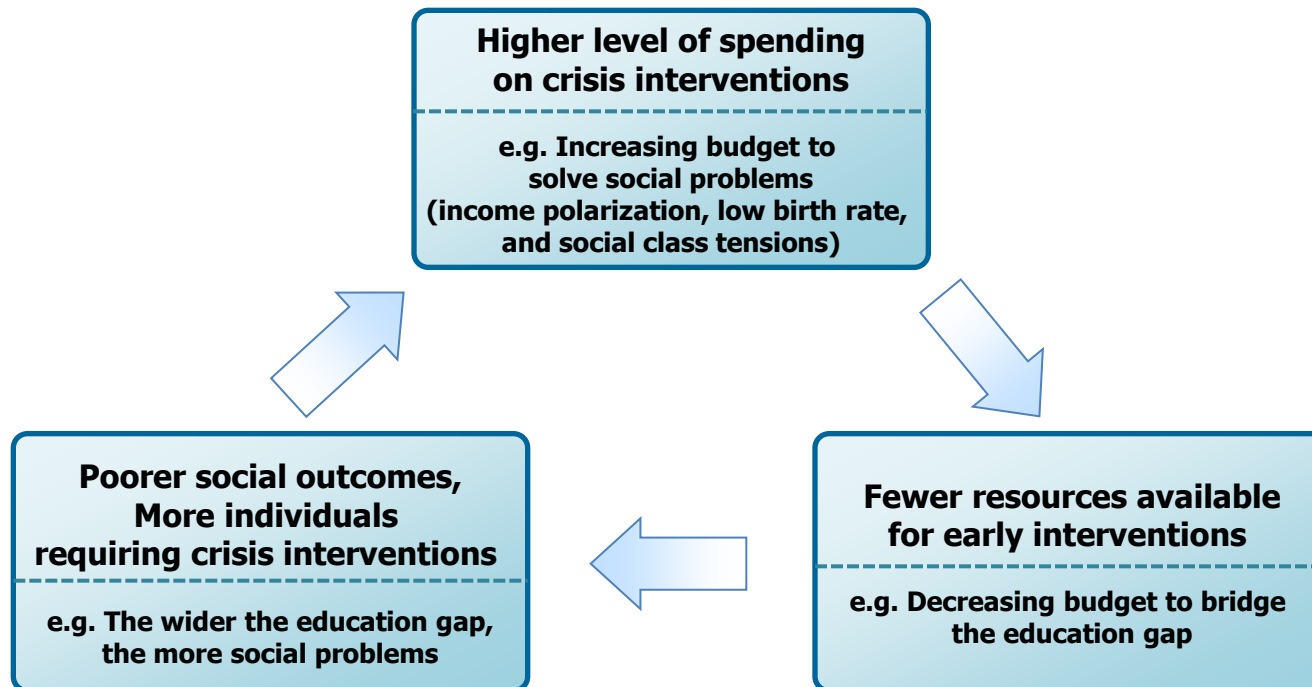 Higher level of spending
on crisis interventions
e.g. Increasing budget to
solve social problems
(income polarization, low birth rate,
and social class tensions)
Poorer social outcomes,
More individuals
requiring crisis interventions
e.g. The wider the education gap,
the more social problems
Fewer resources available
for early interventions
e.g. Decreasing budget to bridge
the education gap